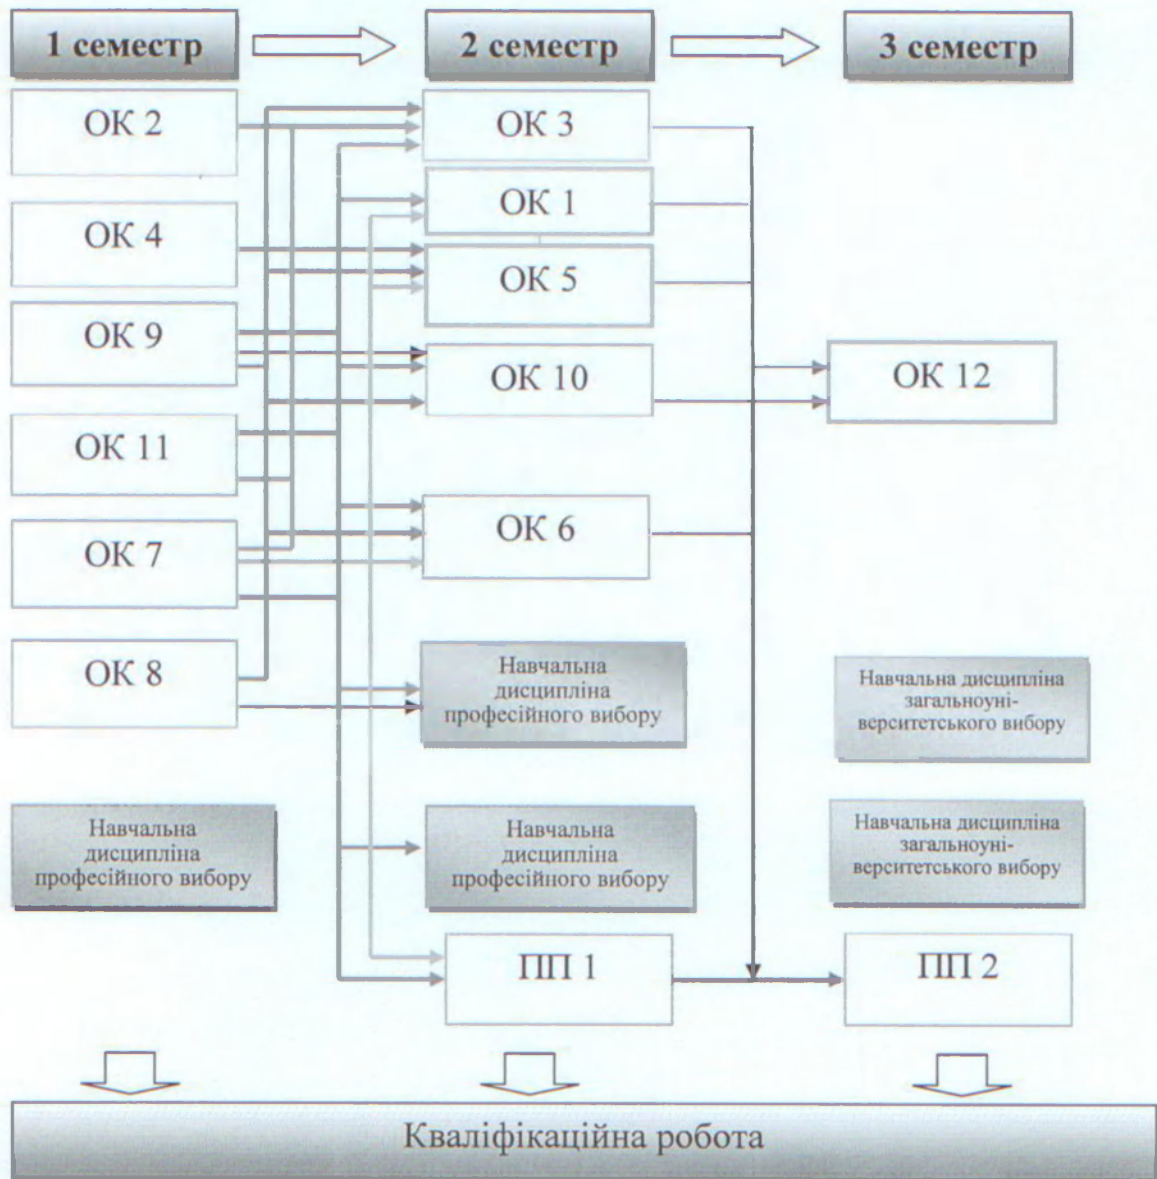 1 семестр
2 семестр
3 семестр
ОК 2
ОК 3
ОК 1
ОК 4
ОК 5
ОК 9
ОК 10
ОК 12
ОК 11
ОК 6
ОК 7
ОК 8
Навчальна
дисципліна
професійного вибору
Навчальна дисципліна
загальноуні-
верситетського вибору
Навчальна
дисципліна
професійного вибору
Навчальна
дисципліна
професійного вибору
Навчальна дисципліна
загальноуні-
верситетського вибору
ПП 1
ПП 2
Кваліфікаційна робота